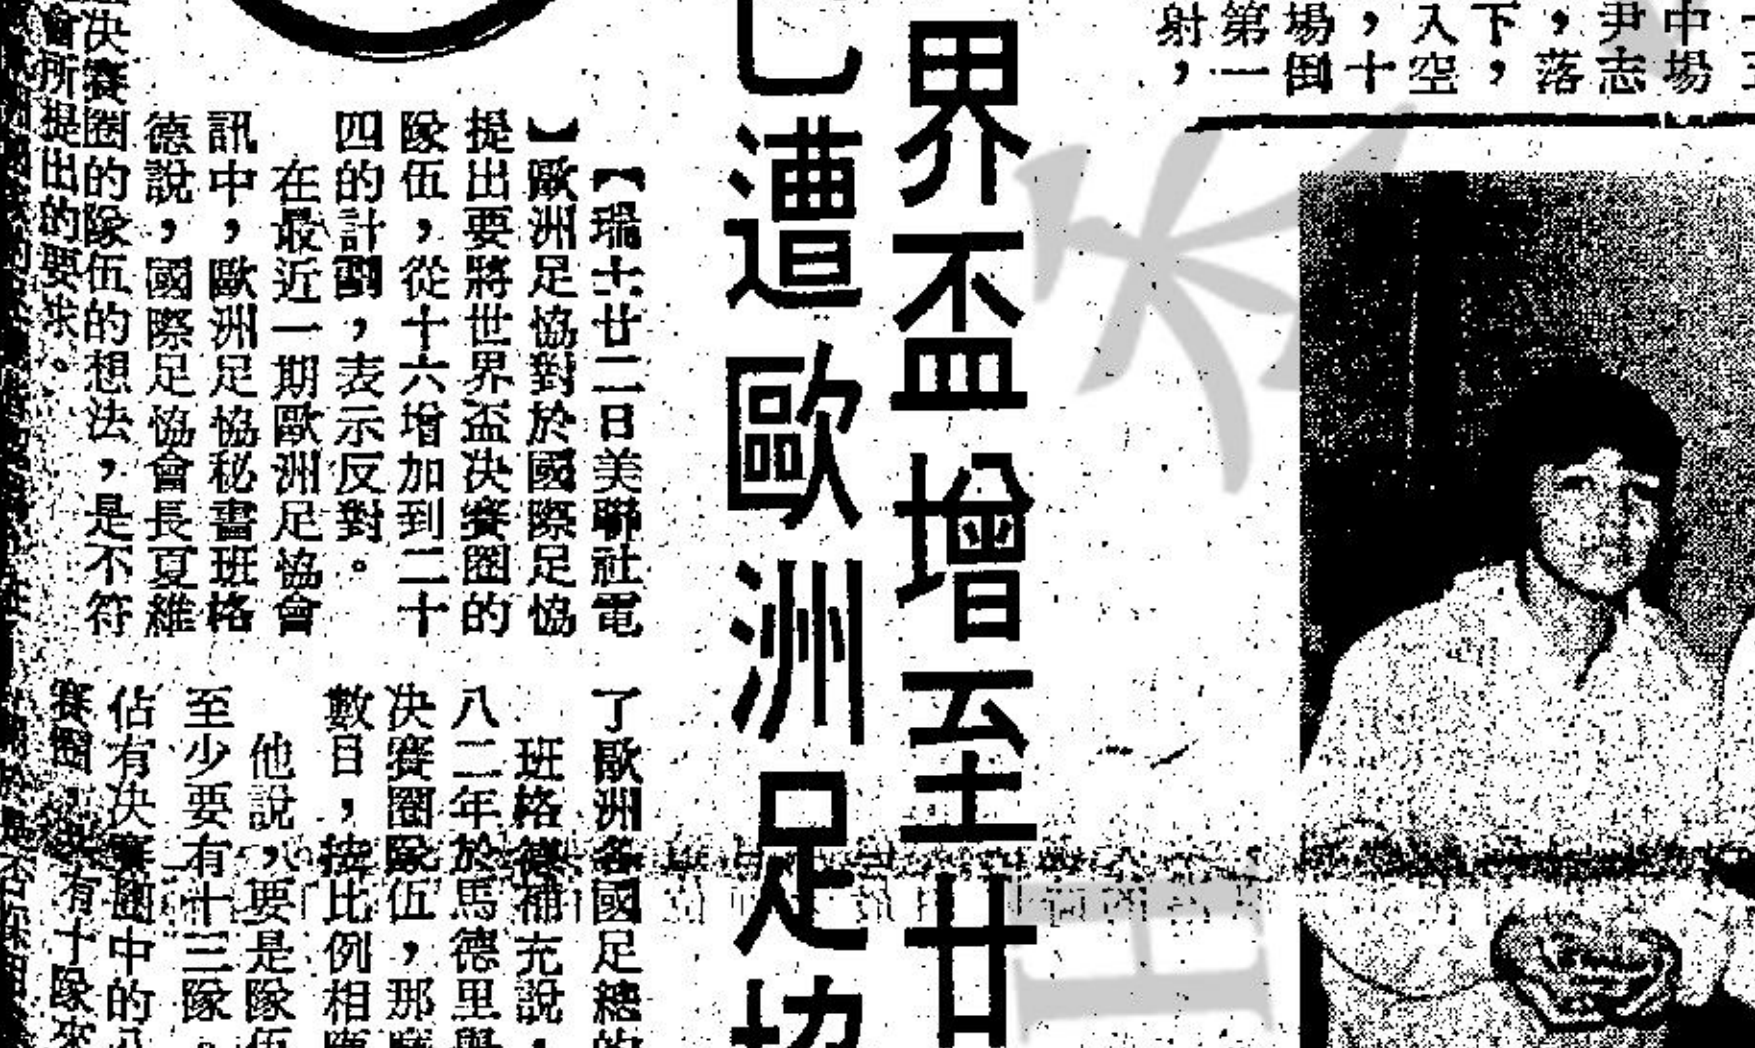 中場
尹志
，落
下，
入空
，十
場倒
第一
射，
界盃增至廿
已遭歐洲足協
【瑞士廿二日美聯社電
】歐洲足協對於國際足協
提出要將世界盃決賽圈的
隊伍，從十六增加到二十
四的計劃，表示反對。
在最近一期歐洲足協會
訊中，歐洲足協秘書班格
德說，國際足協會長夏維
決賽圈的隊伍的想法，是不符
會所提出的要求。
了歐洲各國足總的
班格德補充說，
八二年於馬德里舉
決賽圈隊伍，那麼
數目，按比例相應
他說，要是隊伍
至少要有十三隊。
佔有決賽圈中的八
賽圈，共有十隊來